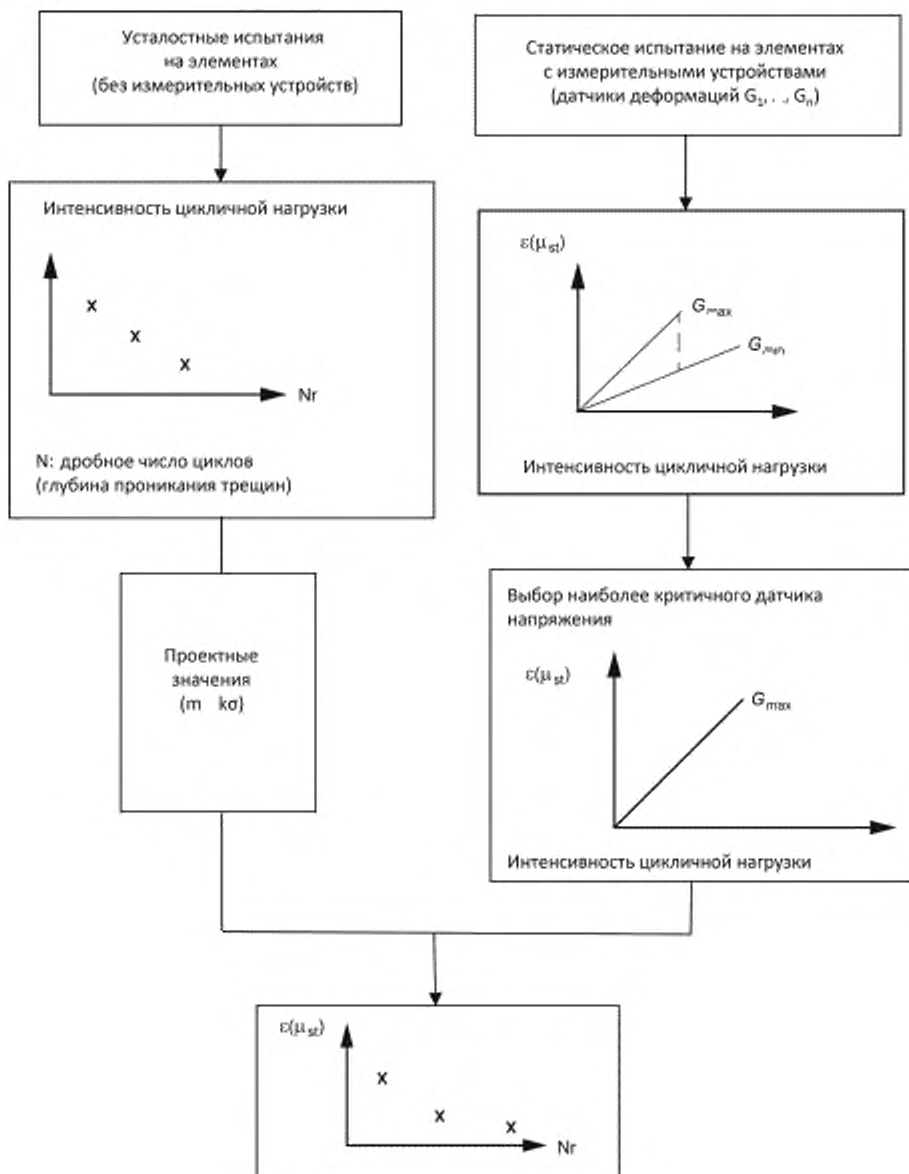 Усталостные испытания
на элементах
(без измерительных устройств)
Статическое испытание на элементах
с измерительными устройствами
(датчики деформаций G₁, . ., Gₙ)
Интенсивность цикличной нагрузки
Nr
N: дробное число циклов
(глубина проникания трещин)
ε(μst)
Gmax
Gmin
Интенсивность цикличной нагрузки
Проектные
значения
(m kσ)
Выбор наиболее критичного датчика
напряжения
ε(μst)
Gmax
Интенсивность цикличной нагрузки
ε(μst)
Nr